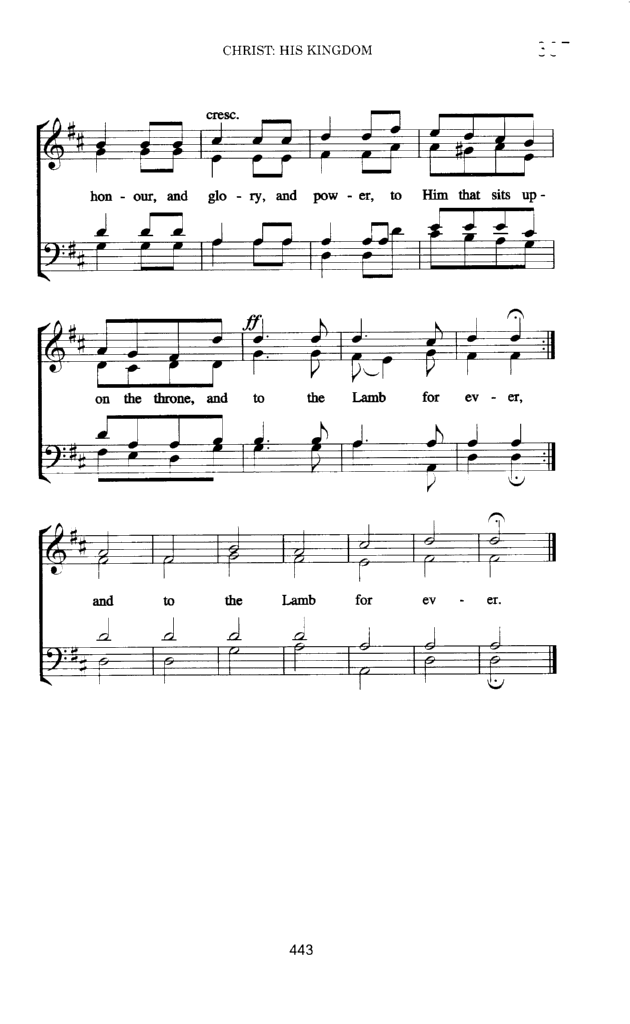 CHRIST: HIS KINGDOM
cresc.
hon - our, and glo - ry, and pow - er, to Him that sits up -
ff
on the throne, and to the Lamb for ev - er,
and to the Lamb for ev - er.
443